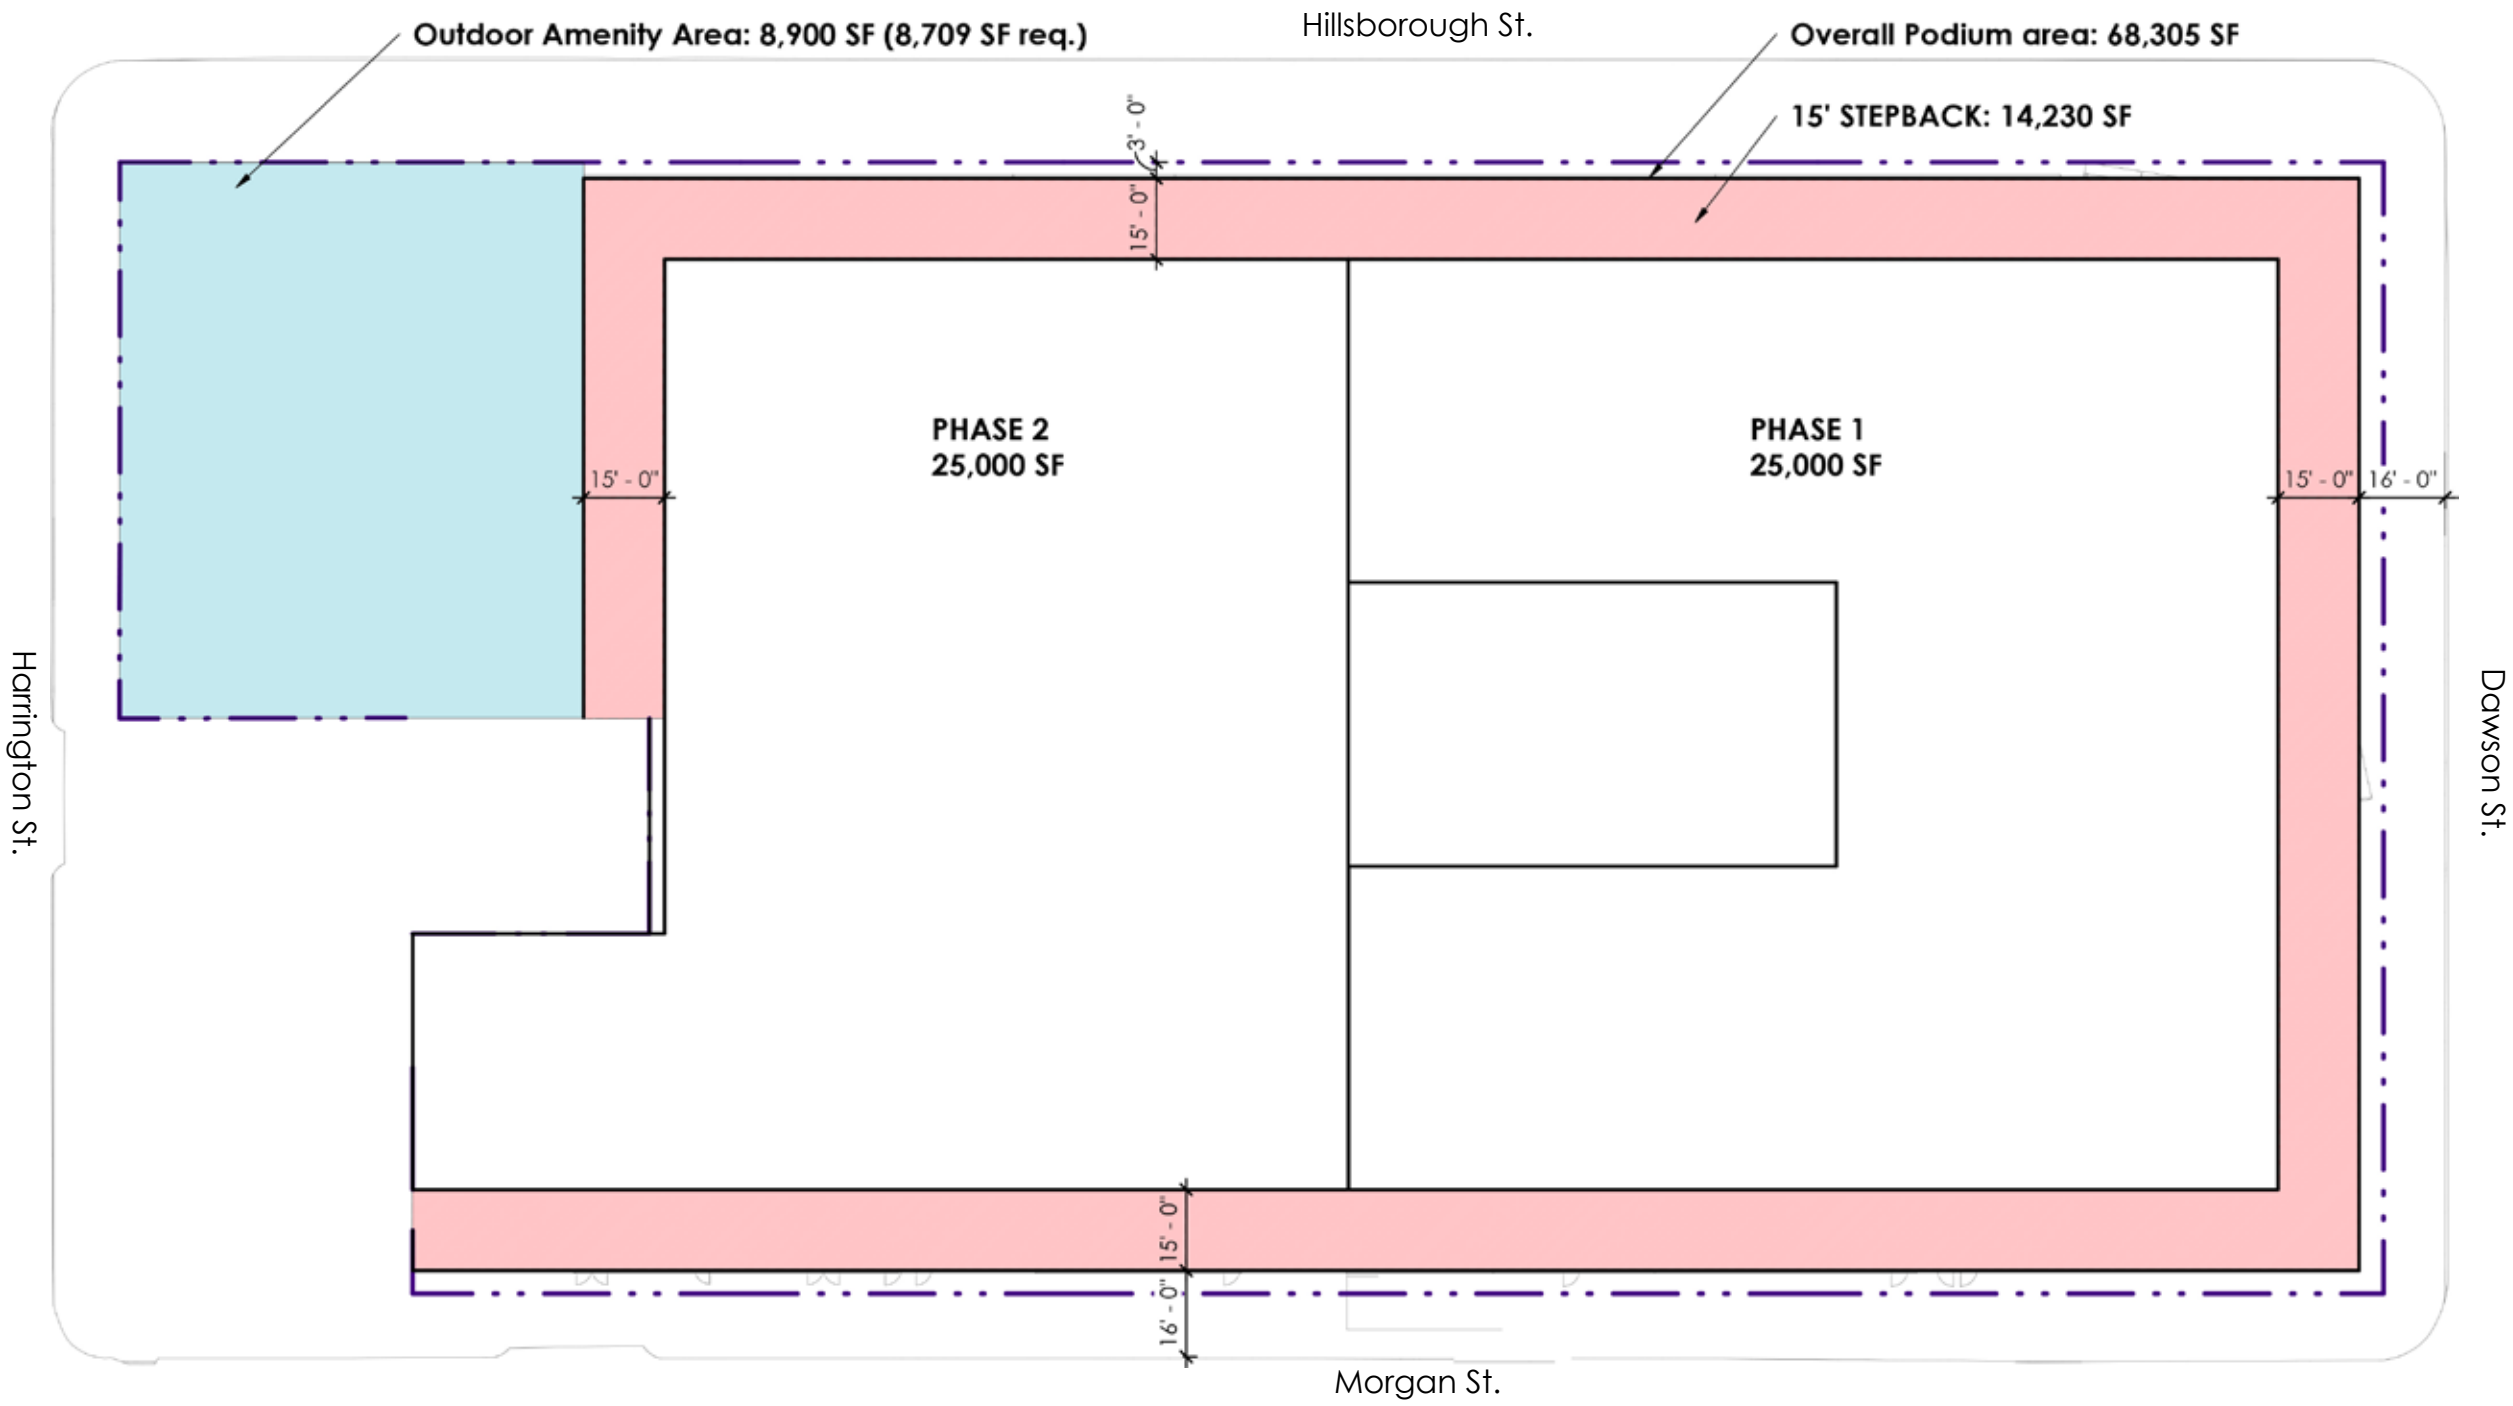 Hillsborough St.
Outdoor Amenity Area: 8,900 SF (8,709 SF req.)
Overall Podium area: 68,305 SF
15' STEPBACK: 14,230 SF
3' - 0"
15' - 0"
PHASE 2
25,000 SF
PHASE 1
25,000 SF
15' - 0"
15' - 0"
16' - 0"
Harrington St.
Dawson St.
15' - 0"
16' - 0"
Morgan St.